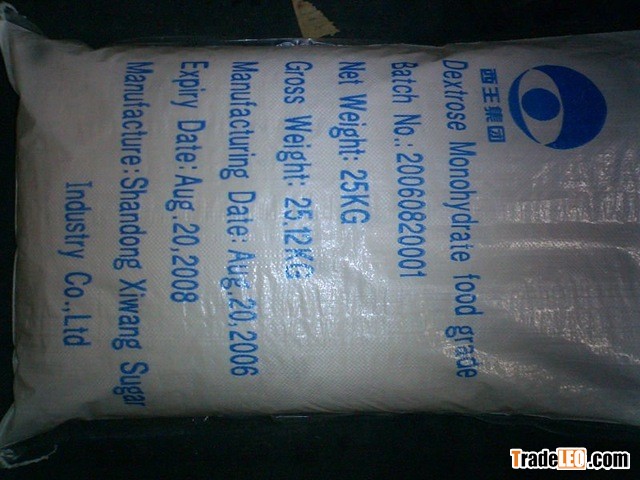 西王集团
Dextrose Monohydrate food grade
Batch No.: 20060820001
Net Weight: 25KG
Gross Weight: 25.12KG
Manufacturing Date: Aug,20,2006
Expiry Date: Aug.20,2008
Manufacture: Shandong Xiwang Sugar
Industry Co.,Ltd
TradeLEO.com